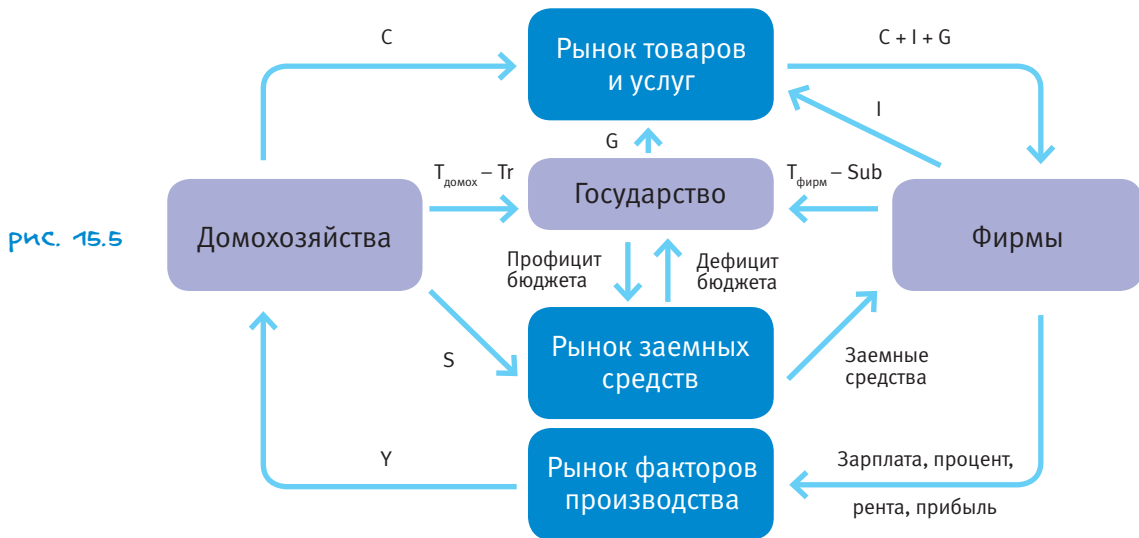 C
Рынок товаров
и услуг
C + I + G
I
G
Tдомох – Tr
Государство
Tфирм – Sub
рис. 15.5
Домохозяйства
Фирмы
Профицит
бюджета
Дефицит
бюджета
S
Рынок заемных
средств
Заемные
средства
Y
Рынок факторов
производства
Зарплата, процент,
рента, прибыль